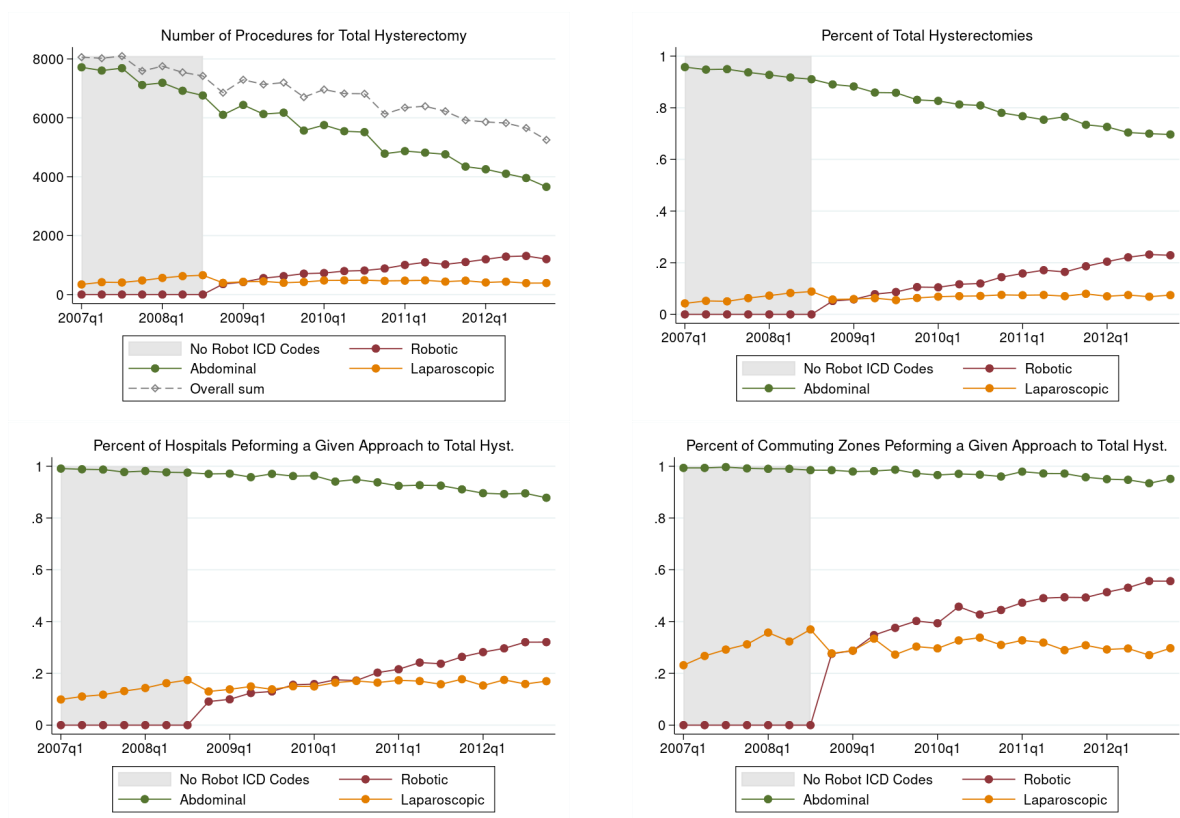 Number of Procedures for Total Hysterectomy
8000
6000
4000
2000
0
2007q1 2008q1 2009q1 2010q1 2011q1 2012q1
No Robot ICD Codes Robotic
Abdominal Laparoscopic
Overall sum
Percent of Total Hysterectomies
1
.8
.6
.4
.2
0
2007q1 2008q1 2009q1 2010q1 2011q1 2012q1
No Robot ICD Codes Robotic
Abdominal Laparoscopic
Percent of Hospitals Peforming a Given Approach to Total Hyst.
1
.8
.6
.4
.2
0
2007q1 2008q1 2009q1 2010q1 2011q1 2012q1
No Robot ICD Codes Robotic
Abdominal Laparoscopic
Percent of Commuting Zones Peforming a Given Approach to Total Hyst.
1
.8
.6
.4
.2
0
2007q1 2008q1 2009q1 2010q1 2011q1 2012q1
No Robot ICD Codes Robotic
Abdominal Laparoscopic